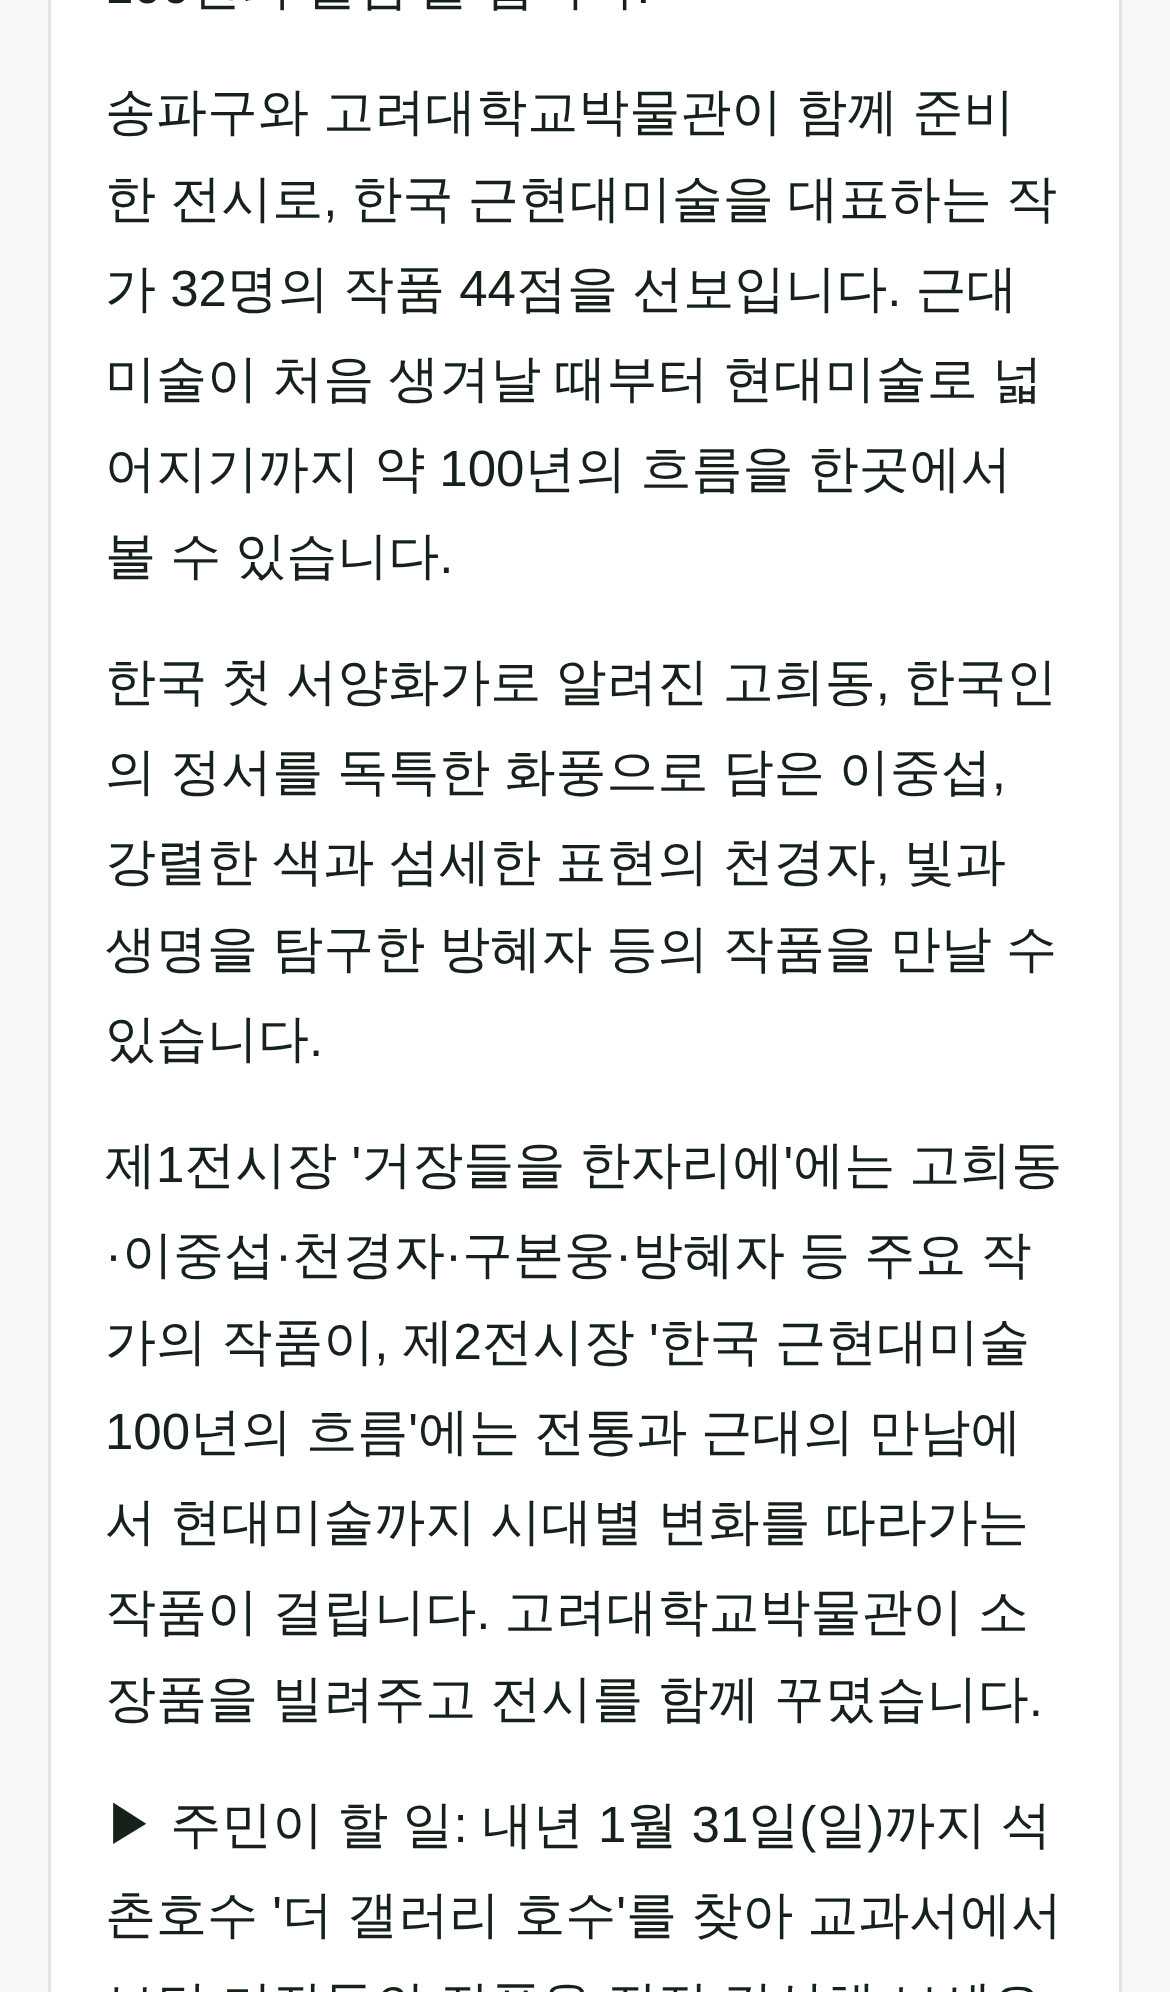 송파구와 고려대학교박물관이 함께 준비
한 전시로, 한국 근현대미술을 대표하는 작
가 32명의 작품 44점을 선보입니다. 근대
미술이 처음 생겨날 때부터 현대미술로 넓
어지기까지 약 100년의 흐름을 한곳에서
볼 수 있습니다.
한국 첫 서양화가로 알려진 고희동, 한국인
의 정서를 독특한 화풍으로 담은 이중섭,
강렬한 색과 섬세한 표현의 천경자, 빛과
생명을 탐구한 방혜자 등의 작품을 만날 수
있습니다.
제1전시장 '거장들을 한자리에'에는 고희동
·이중섭·천경자·구본웅·방혜자 등 주요 작
가의 작품이, 제2전시장 '한국 근현대미술
100년의 흐름'에는 전통과 근대의 만남에
서 현대미술까지 시대별 변화를 따라가는
작품이 걸립니다. 고려대학교박물관이 소
장품을 빌려주고 전시를 함께 꾸몄습니다.
▶ 주민이 할 일: 내년 1월 31일(일)까지 석
촌호수 '더 갤러리 호수'를 찾아 교과서에서